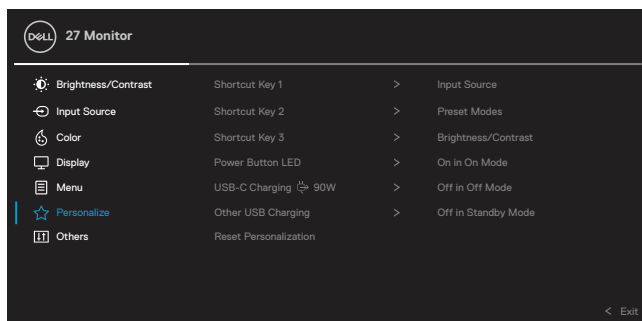 DELL 27 Monitor
Brightness/Contrast Shortcut Key 1 > Input Source
Input Source Shortcut Key 2 > Preset Modes
Color Shortcut Key 3 > Brightness/Contrast
Display Power Button LED > On in On Mode
Menu USB-C Charging 90W > Off in Off Mode
Personalize Other USB Charging > Off in Standby Mode
Others Reset Personalization
< Exit